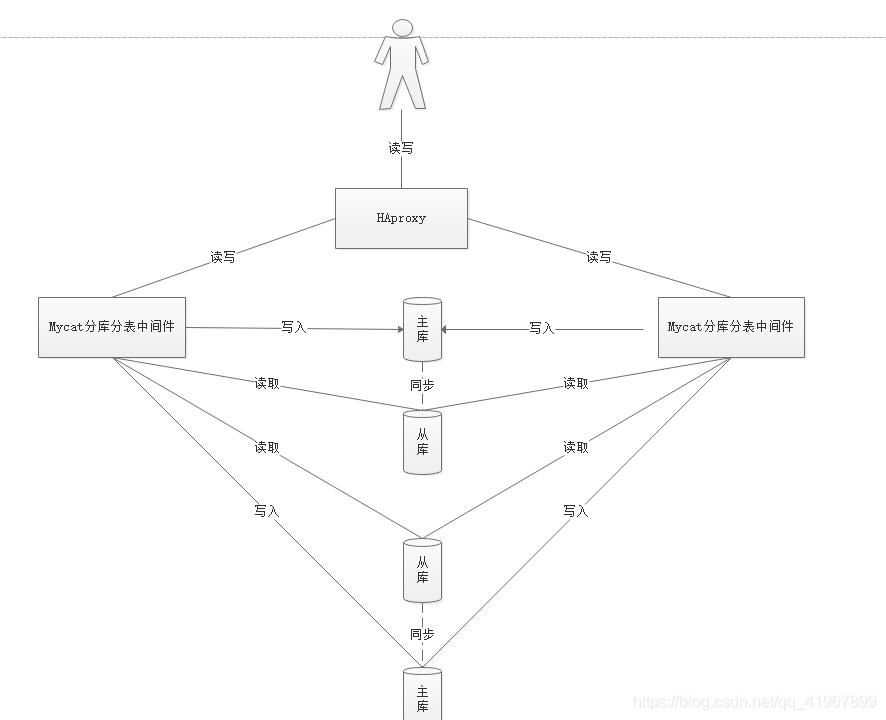 读写
HAproxy
读写
读写
Mycat分库分表中间件
写入
主
库
写入
Mycat分库分表中间件
同步
读取
读取
从
库
读取
读取
写入
写入
从
库
同步
主
库
https://blog.csdn.net/qq_41967899